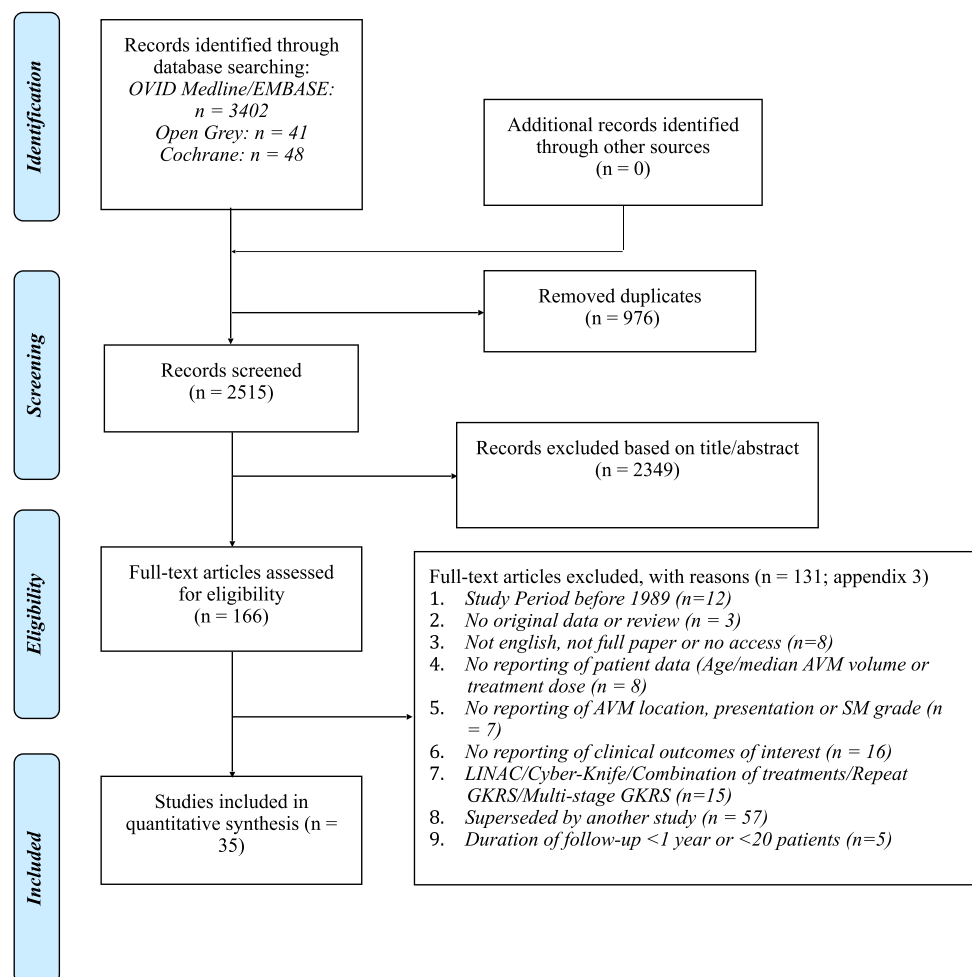 Identification
Records identified through
database searching:
OVID Medline/EMBASE:
n = 3402
Open Grey: n = 41
Cochrane: n = 48
Additional records identified
through other sources
(n = 0)
Screening
Removed duplicates
(n = 976)
Records screened
(n = 2515)
Records excluded based on title/abstract
(n = 2349)
Eligibility
Full-text articles assessed
for eligibility
(n = 166)
Full-text articles excluded, with reasons (n = 131; appendix 3)
1. Study Period before 1989 (n=12)
2. No original data or review (n = 3)
3. Not english, not full paper or no access (n=8)
4. No reporting of patient data (Age/median AVM volume or
treatment dose (n = 8)
5. No reporting of AVM location, presentation or SM grade (n
= 7)
6. No reporting of clinical outcomes of interest (n = 16)
7. LINAC/Cyber-Knife/Combination of treatments/Repeat
GKRS/Multi-stage GKRS (n=15)
8. Superseded by another study (n = 57)
9. Duration of follow-up <1 year or <20 patients (n=5)
Included
Studies included in
quantitative synthesis (n =
35)